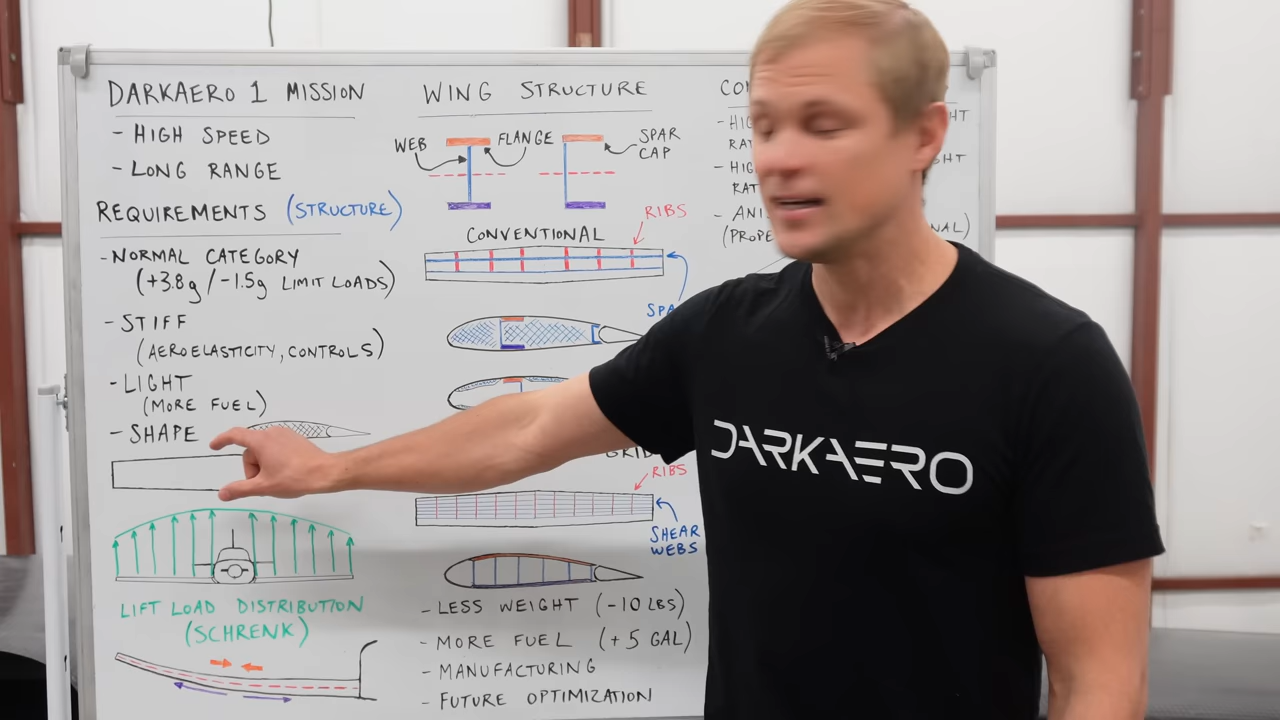 DARKAERO 1 MISSION
- HIGH SPEED
- LONG RANGE
REQUIREMENTS (STRUCTURE)
- NORMAL CATEGORY
(+3.8g / -1.5g LIMIT LOADS)
- STIFF
(AEROELASTICITY, CONTROLS)
- LIGHT
(MORE FUEL)
- SHAPE
LIFT LOAD DISTRIBUTION
(SCHRENK)
WING STRUCTURE
WEB
FLANGE
SPAR
CAP
CONVENTIONAL
RIBS
RIBS
SHEAR
WEBS
- LESS WEIGHT (-10 LBS)
- MORE FUEL (+5 GAL)
- MANUFACTURING
- FUTURE OPTIMIZATION
DARKAERO